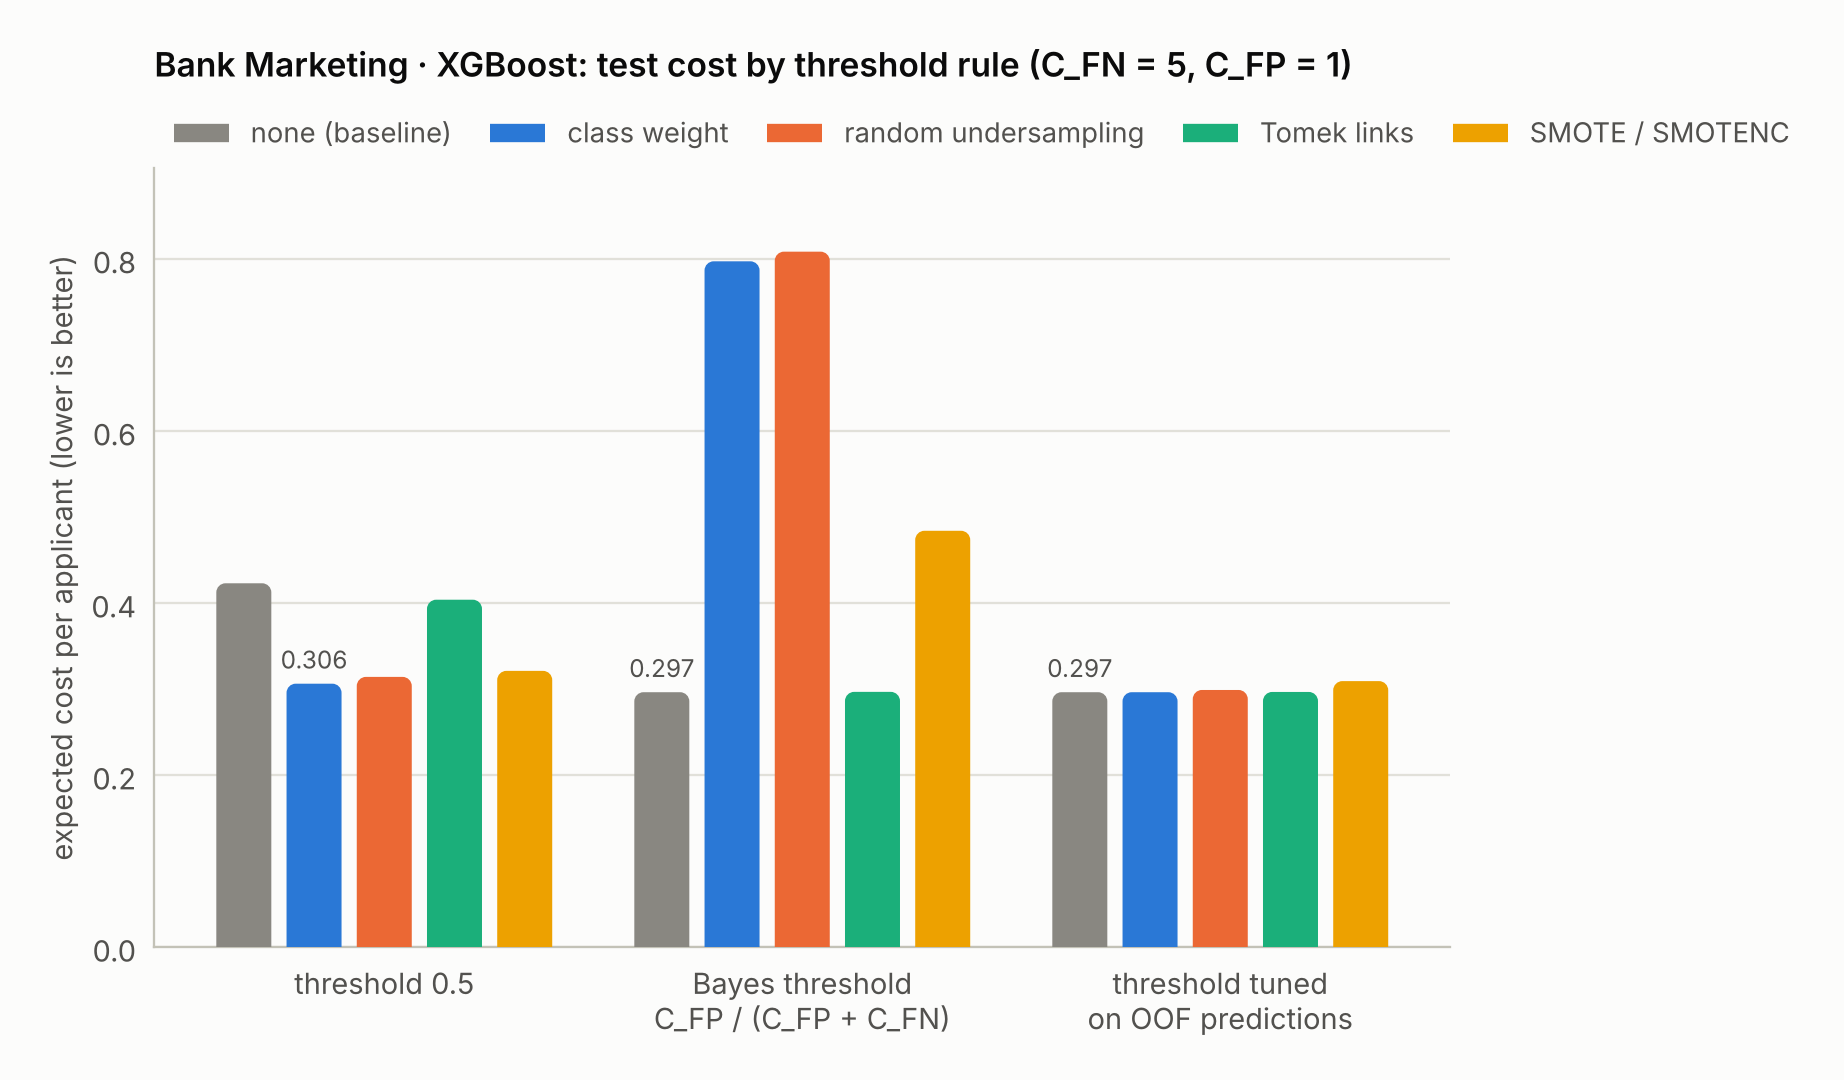 Bank Marketing · XGBoost: test cost by threshold rule (C_FN = 5, C_FP = 1)
none (baseline) class weight random undersampling Tomek links SMOTE / SMOTENC
expected cost per applicant (lower is better)
0.8
0.6
0.4
0.2
0.0
0.306
0.297
0.297
threshold 0.5
Bayes threshold
C_FP / (C_FP + C_FN)
threshold tuned
on OOF predictions